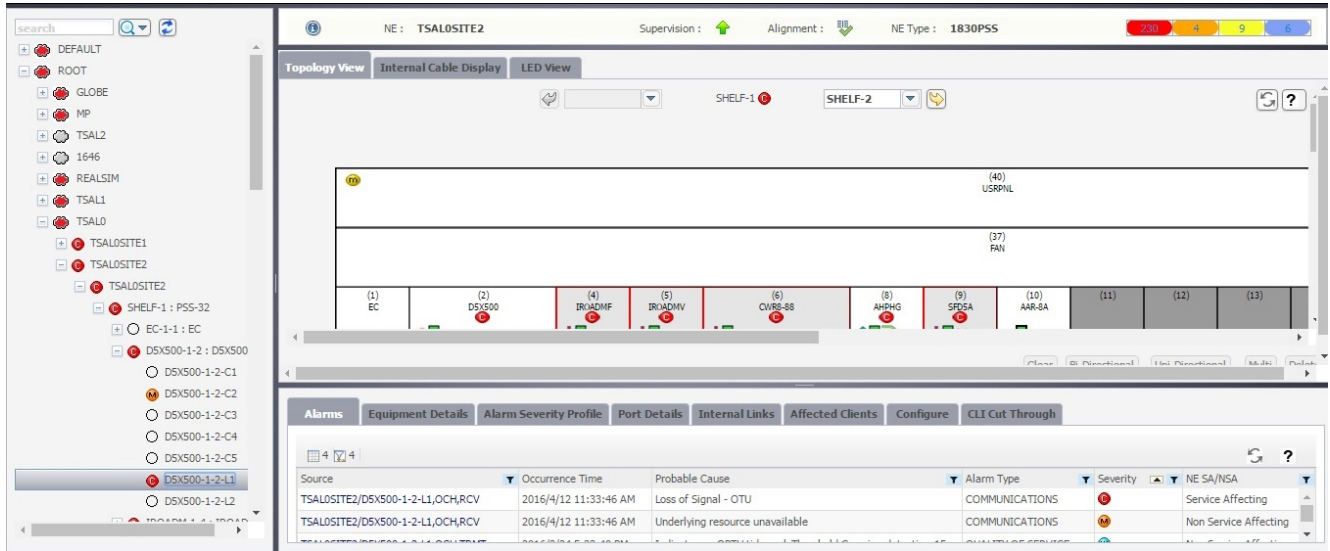 search
DEFAULT
ROOT
GLOBE
MP
TSAL2
1646
REALSIM
TSAL1
TSAL0
TSAL0SITE1
TSAL0SITE2
TSAL0SITE2
SHELF-1 : PSS-32
EC-1-1 : EC
D5X500-1-2 : D5X500
D5X500-1-2-C1
D5X500-1-2-C2
D5X500-1-2-C3
D5X500-1-2-C4
D5X500-1-2-C5
D5X500-1-2-L1
D5X500-1-2-L2
NE : TSAL0SITE2 Supervision : Alignment : NE Type : 1830PSS 230 4 9 6
Topology View Internal Cable Display LED View
SHELF-1 C SHELF-2 ?
m (40)
USRPNL
(37)
FAN
(1) (2) (4) (5) (6) (8) (9) (10) (11) (12) (13)
EC D5X500 IROADMF IROADMV CWR8-88 AHPHG SFD5A AAR-8A
Clear Bi-Directional Uni-Directional Multi
Alarms Equipment Details Alarm Severity Profile Port Details Internal Links Affected Clients Configure CLI Cut Through
4 4 ?
Source Occurrence Time Probable Cause Alarm Type Severity NE SA/NSA
TSAL0SITE2/D5X500-1-2-L1,OCH,RCV 2016/4/12 11:33:46 AM Loss of Signal - OTU COMMUNICATIONS C Service Affecting
TSAL0SITE2/D5X500-1-2-L1,OCH,RCV 2016/4/12 11:33:46 AM Underlying resource unavailable COMMUNICATIONS M Non Service Affecting